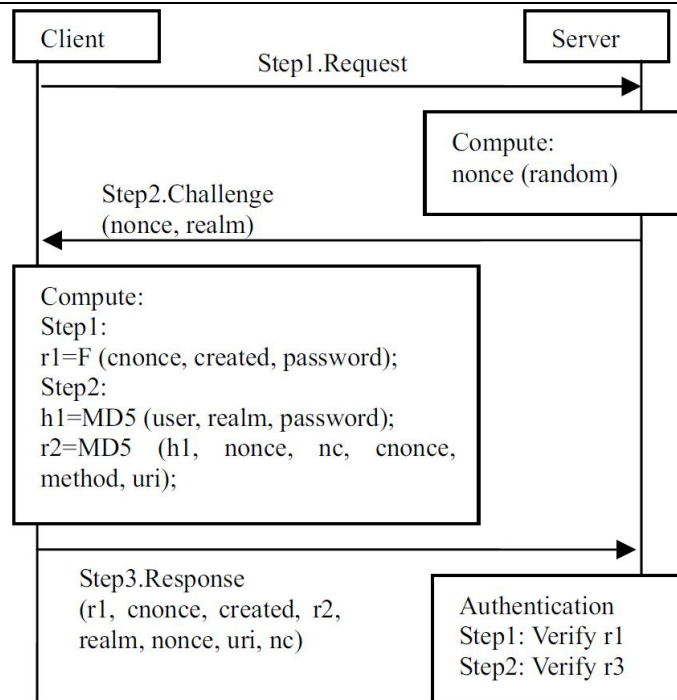 Client
Server
Step1.Request
Compute:
nonce (random)
Step2.Challenge
(nonce, realm)
Compute:
Step1:
r1=F (cnonce, created, password);
Step2:
h1=MD5 (user, realm, password);
r2=MD5 (h1, nonce, nc, cnonce,
method, uri);
Step3.Response
(r1, cnonce, created, r2,
realm, nonce, uri, nc)
Authentication
Step1: Verify r1
Step2: Verify r3